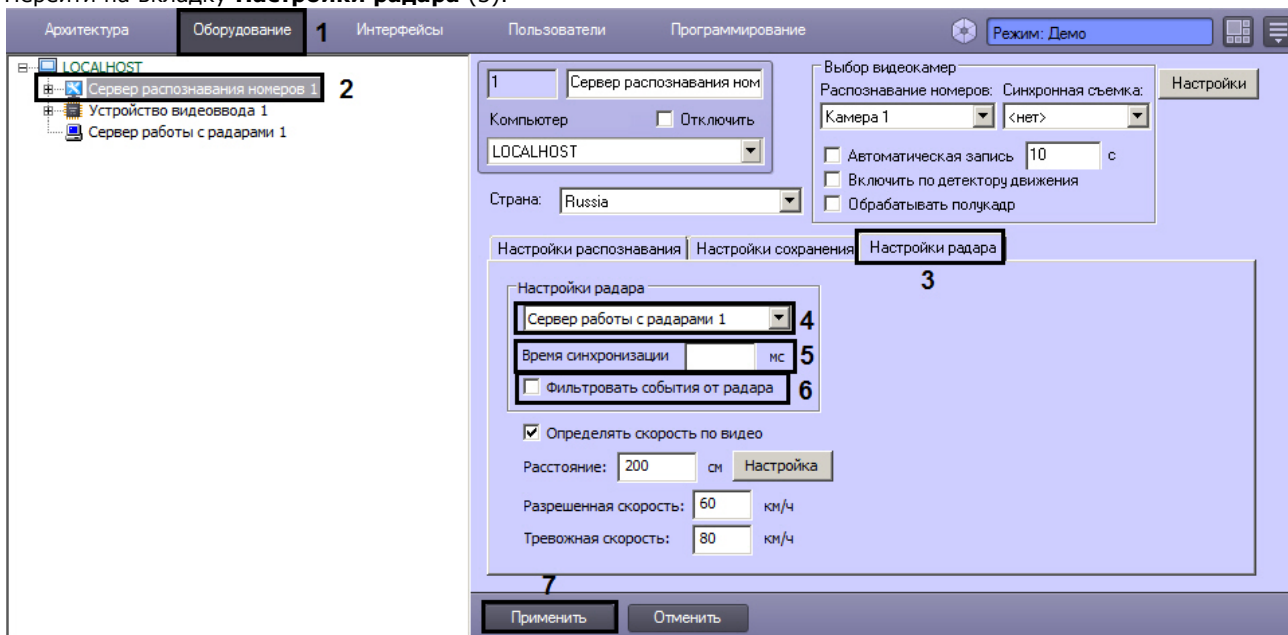 перейти на вкладку Настройки радара (3).
Архитектура Оборудование 1 Интерфейсы Пользователи Программирование Режим: Демо
LOCALHOST
Сервер распознавания номеров 1 2
Устройство видеоввода 1
Сервер работы с радарами 1
1 Сервер распознавания ном
Компьютер Отключить
LOCALHOST
Страна: Russia
Выбор видеокамер
Распознавание номеров: Синхронная съемка:
Камера 1 <нет>
Автоматическая запись 10 с
Включить по детектору движения
Обрабатывать полукадр
Настройки
Настройки распознавания Настройки сохранения Настройки радара
3
Настройки радара
Сервер работы с радарами 1 4
Время синхронизации мс 5
Фильтровать события от радара 6
Определять скорость по видео
Расстояние: 200 см Настройка
Разрешенная скорость: 60 км/ч
Тревожная скорость: 80 км/ч
7
Применить Отменить